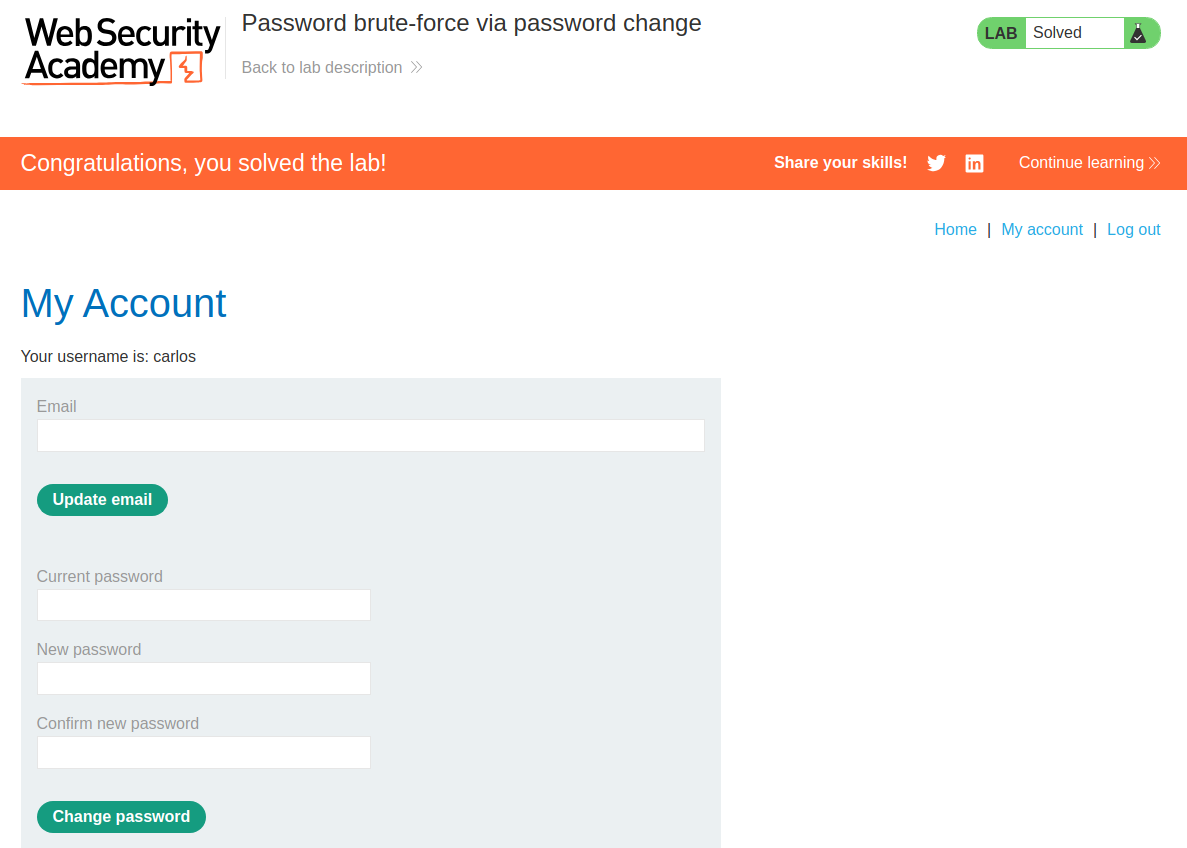 Web Security
Academy
Password brute-force via password change
Back to lab description
LAB Solved
Congratulations, you solved the lab!
Share your skills!
Continue learning
Home | My account | Log out
My Account
Your username is: carlos
Email
Update email
Current password
New password
Confirm new password
Change password